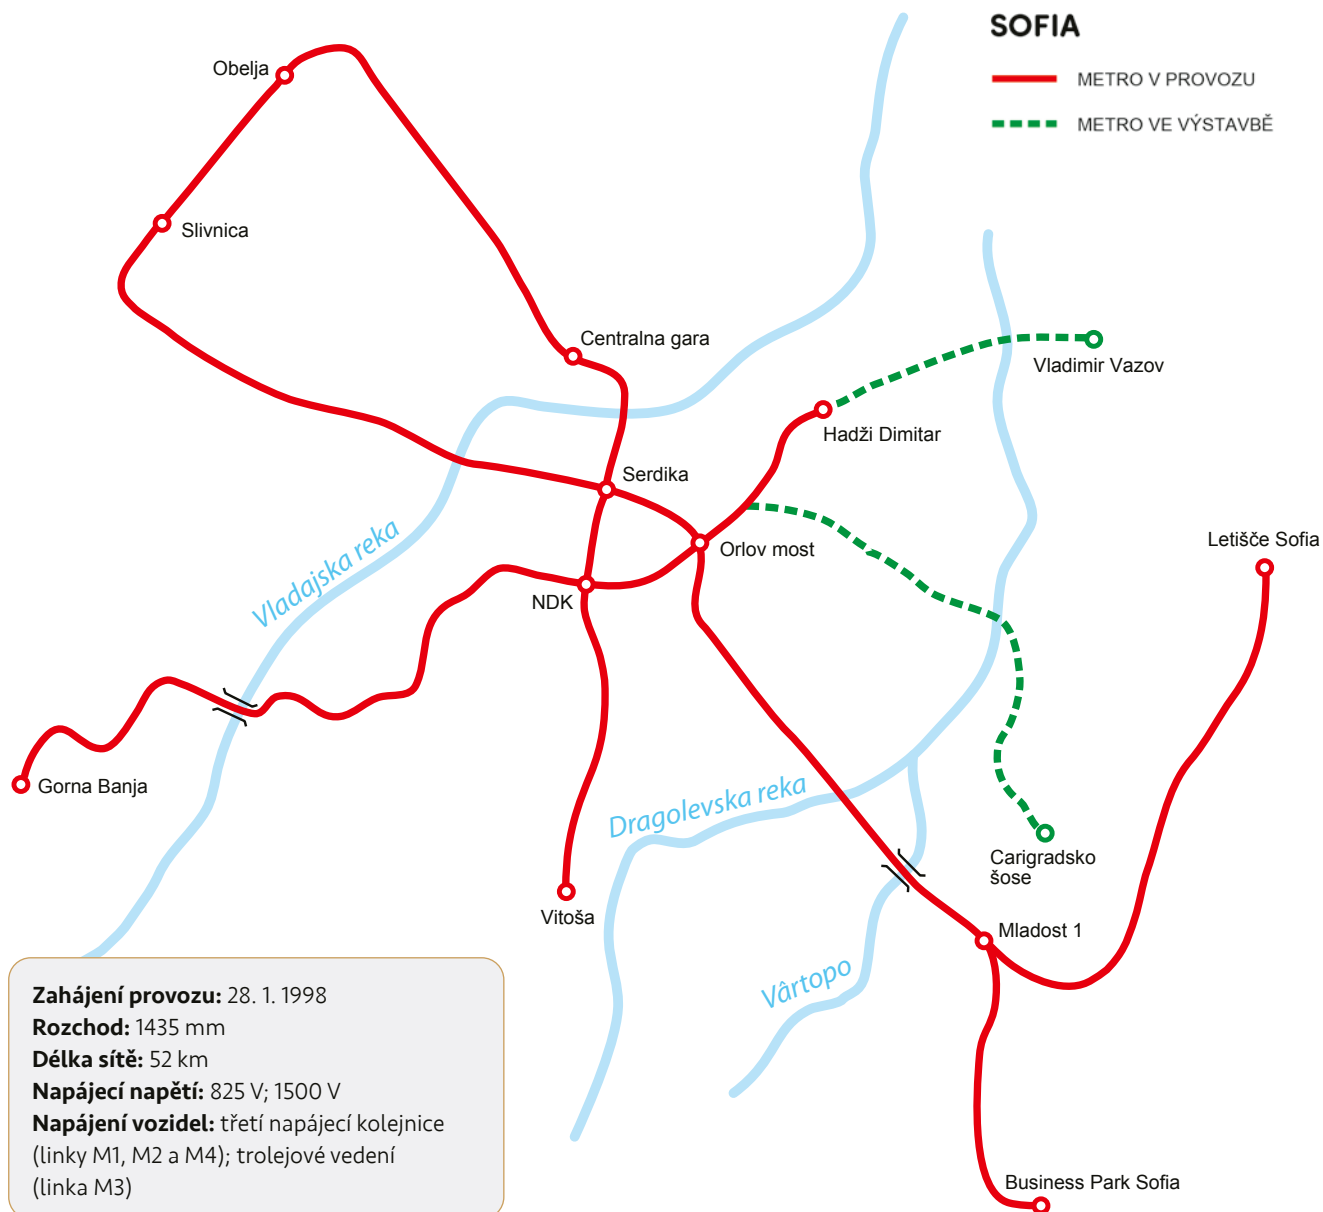 SOFIA
METRO V PROVOZU
METRO VE VÝSTAVBĚ
Obelja
Slivnica
Centralna gara
Vladimir Vazov
Hadži Dimitar
Serdika
Orlov most
Letišče Sofia
Vladajska reka
NDK
Gorna Banja
Dragolevska reka
Carigradsko
šose
Vitoša
Mladost 1
Vârtopo
Business Park Sofia
Zahájení provozu: 28. 1. 1998
Rozchod: 1435 mm
Délka sítě: 52 km
Napájecí napětí: 825 V; 1500 V
Napájení vozidel: třetí napájecí kolejnice
(linky M1, M2 a M4); trolejové vedení
(linka M3)